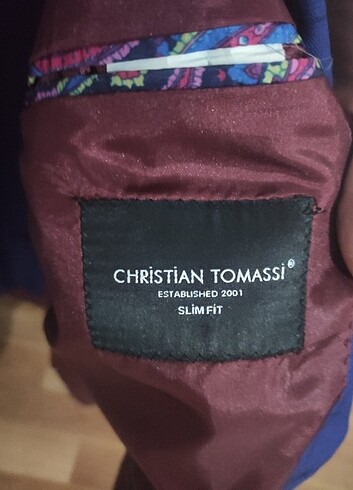 CHRiSTiAN TOMASSi®
ESTABLISHED 2001
SLiM FiT